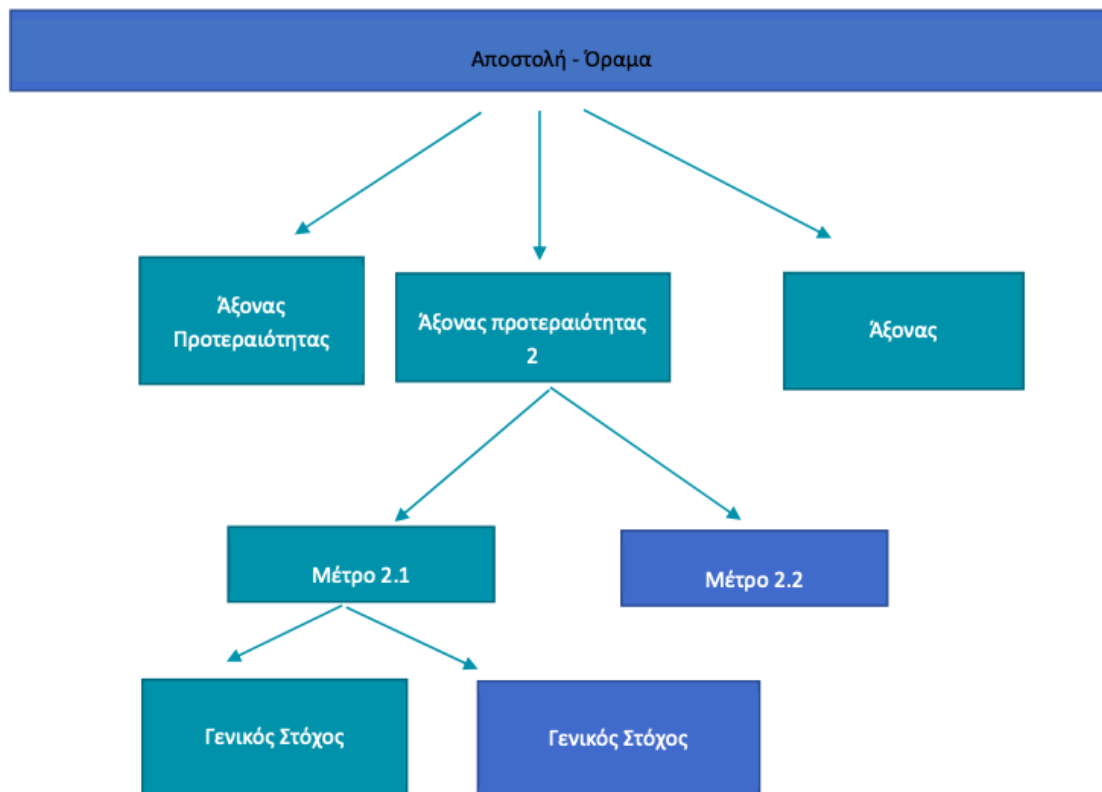 Αποστολή - Όραμα
Άξονας
Προτεραιότητας
Άξονας προτεραιότητας
2
Άξονας
Μέτρο 2.1
Μέτρο 2.2
Γενικός Στόχος
Γενικός Στόχος